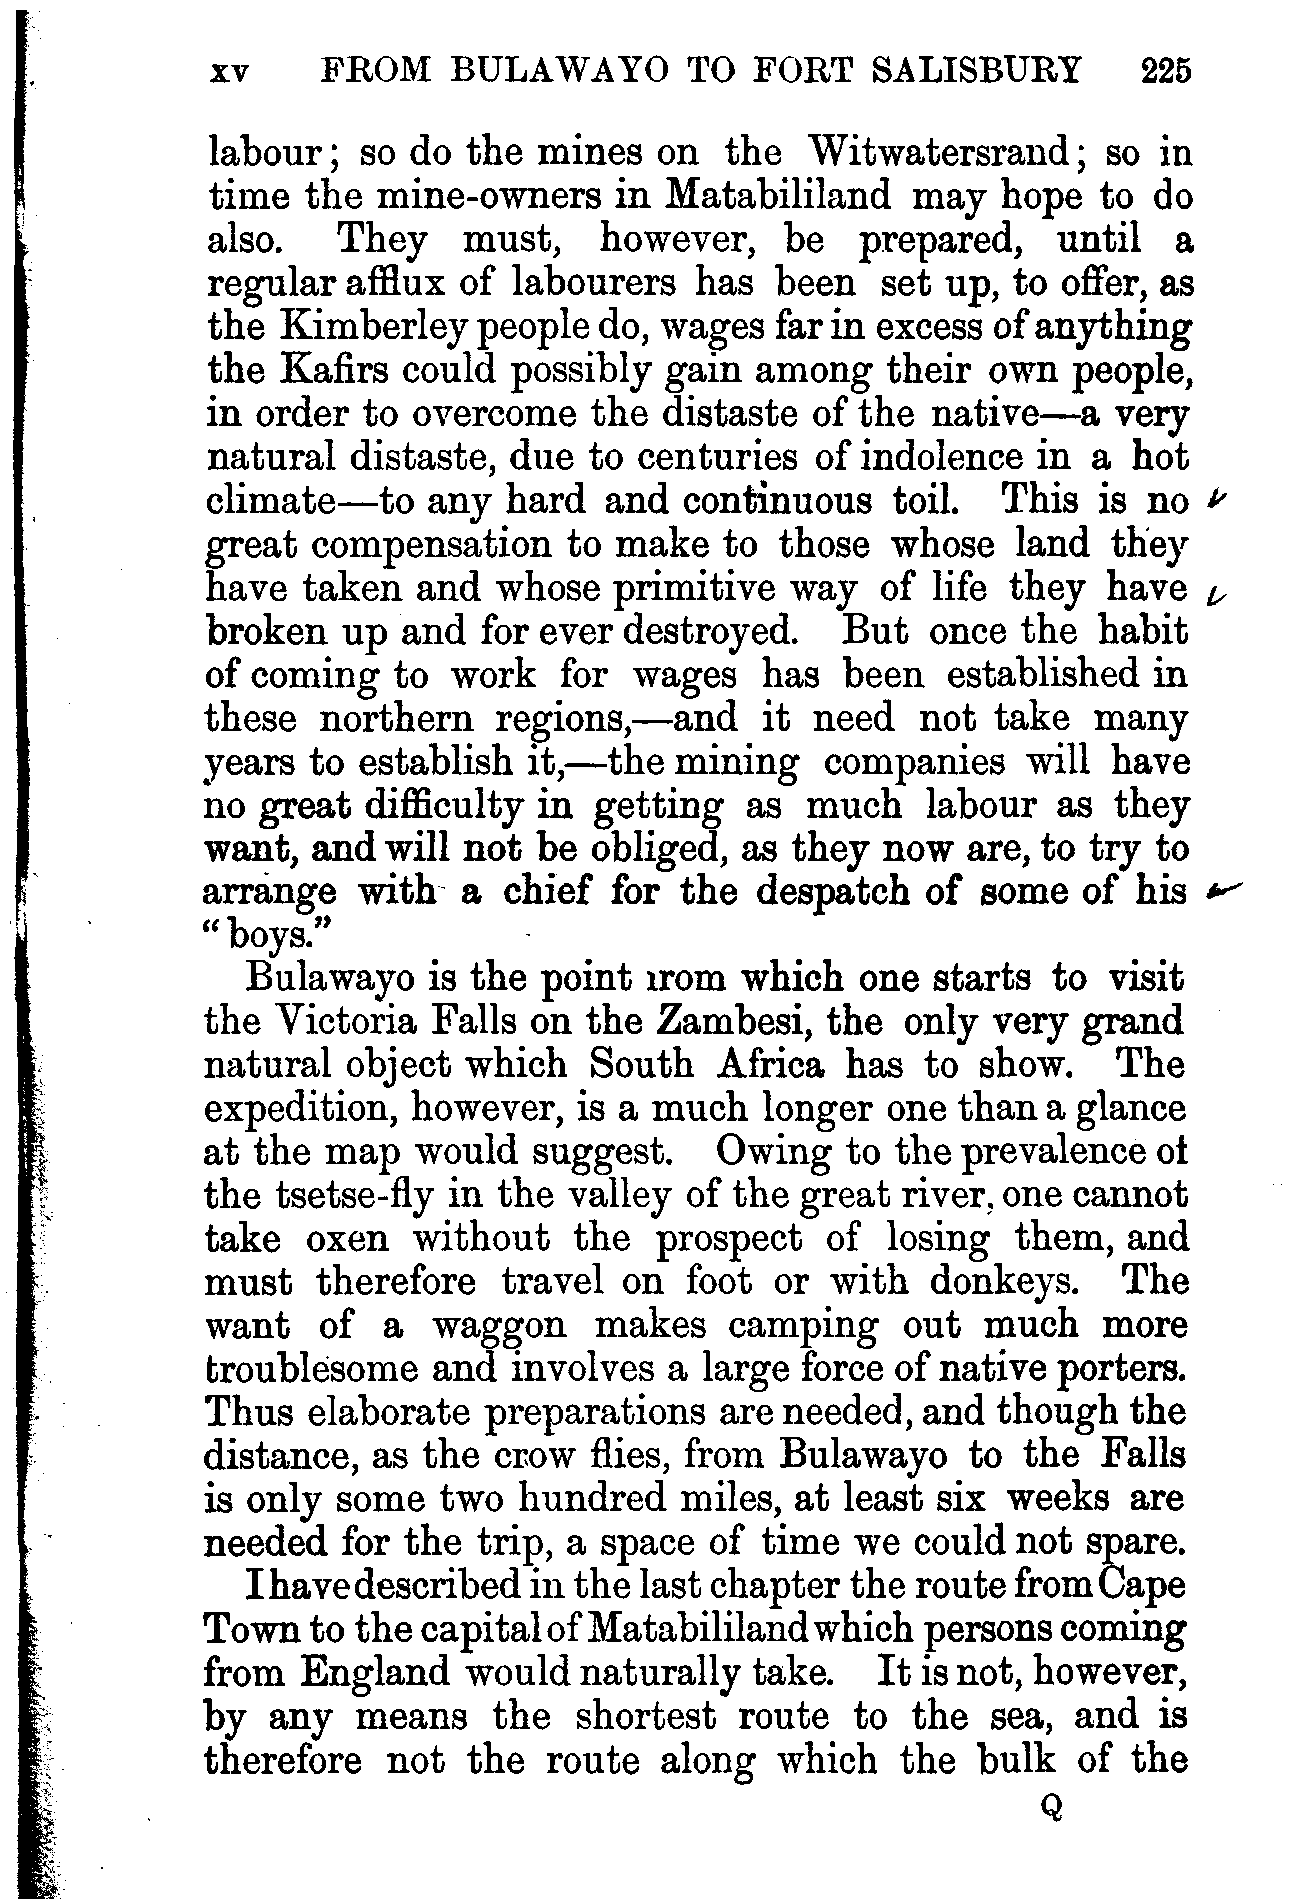 xv FROM BULAWAYO TO FORT SALISBURY 225
labour; so do the mines on the Witwatersrand; so in
time the mine-owners in Matabililand may hope to do
also. They must, however, be prepared, until a
regular afflux of labourers has been set up, to offer, as
the Kimberley people do, wages far in excess of anything
the Kafirs could possibly gain among their own people,
in order to overcome the distaste of the native—a very
natural distaste, due to centuries of indolence in a hot
climate—to any hard and continuous toil. This is no
great compensation to make to those whose land they
have taken and whose primitive way of life they have
broken up and for ever destroyed. But once the habit
of coming to work for wages has been established in
these northern regions,—and it need not take many
years to establish it,—the mining companies will have
no great difficulty in getting as much labour as they
want, and will not be obliged, as they now are, to try to
arrange with a chief for the despatch of some of his
“boys.”
Bulawayo is the point from which one starts to visit
the Victoria Falls on the Zambesi, the only very grand
natural object which South Africa has to show. The
expedition, however, is a much longer one than a glance
at the map would suggest. Owing to the prevalence of
the tsetse-fly in the valley of the great river, one cannot
take oxen without the prospect of losing them, and
must therefore travel on foot or with donkeys. The
want of a waggon makes camping out much more
troublesome and involves a large force of native porters.
Thus elaborate preparations are needed, and though the
distance, as the crow flies, from Bulawayo to the Falls
is only some two hundred miles, at least six weeks are
needed for the trip, a space of time we could not spare.
I have described in the last chapter the route from Cape
Town to the capital of Matabililand which persons coming
from England would naturally take. It is not, however,
by any means the shortest route to the sea, and is
therefore not the route along which the bulk of the
Q